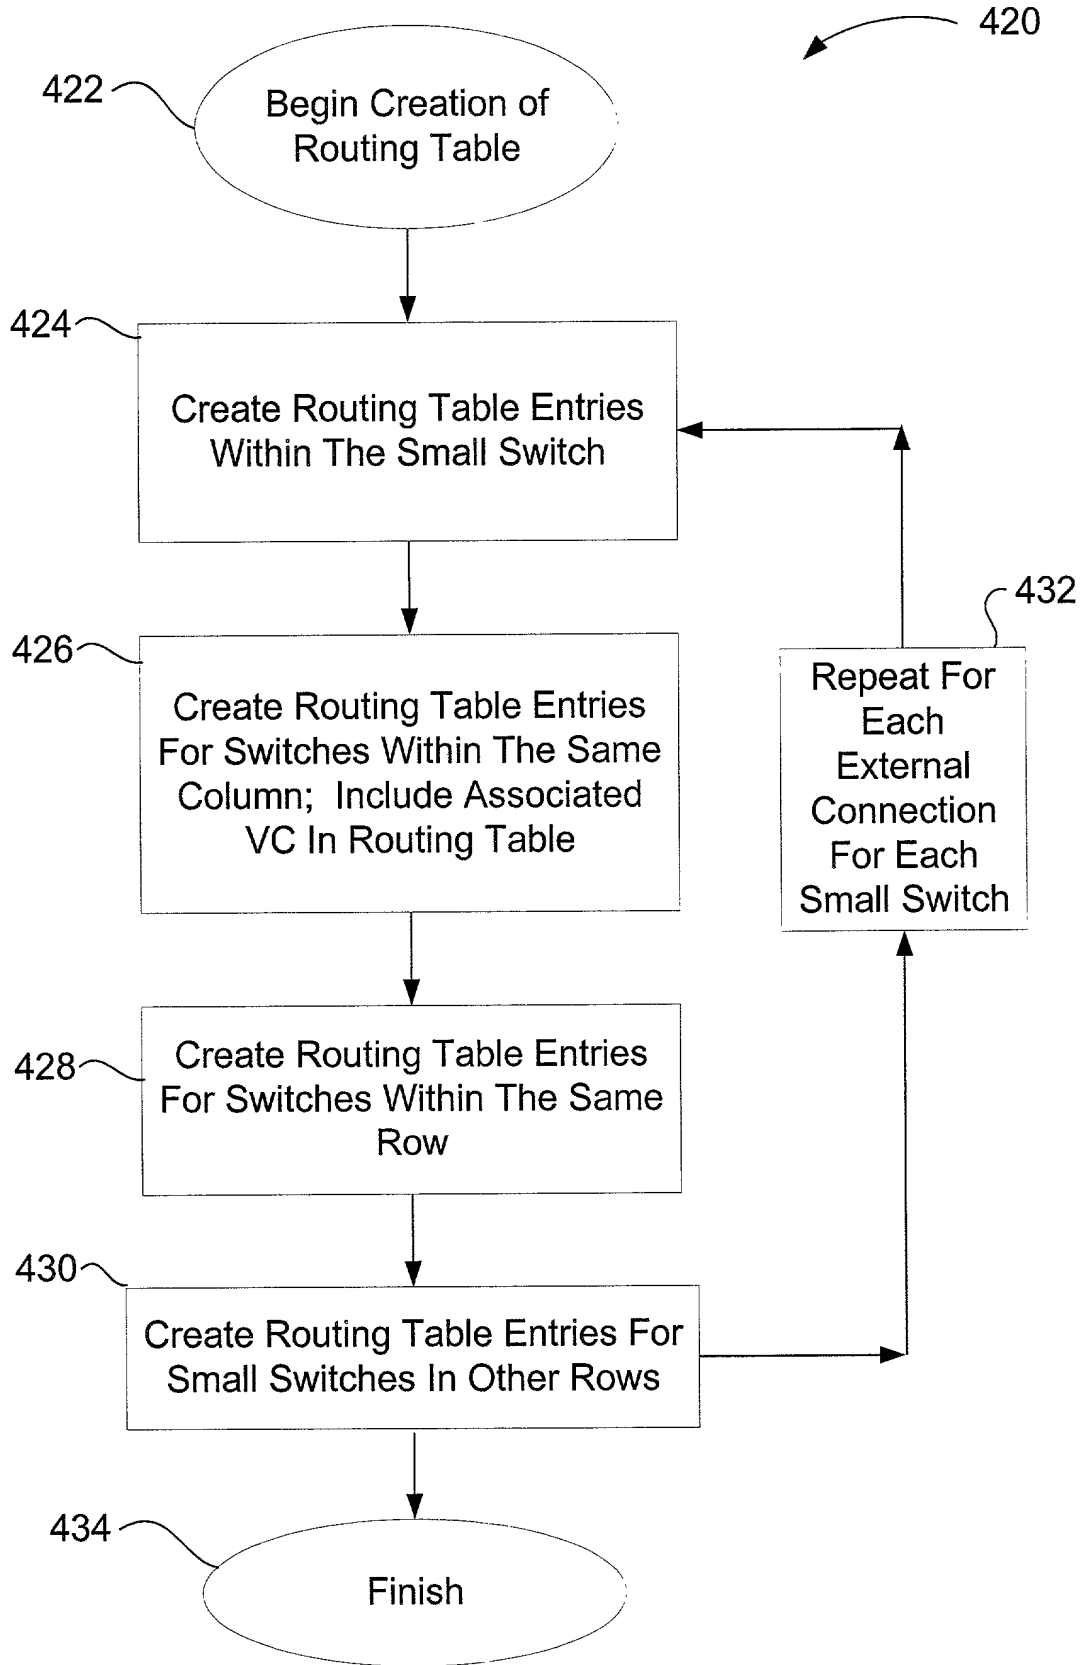 420
422
Begin Creation of
Routing Table
424
Create Routing Table Entries
Within The Small Switch
426
Create Routing Table Entries
For Switches Within The Same
Column; Include Associated
VC In Routing Table
432
Repeat For
Each
External
Connection
For Each
Small Switch
428
Create Routing Table Entries
For Switches Within The Same
Row
430
Create Routing Table Entries For
Small Switches In Other Rows
434
Finish